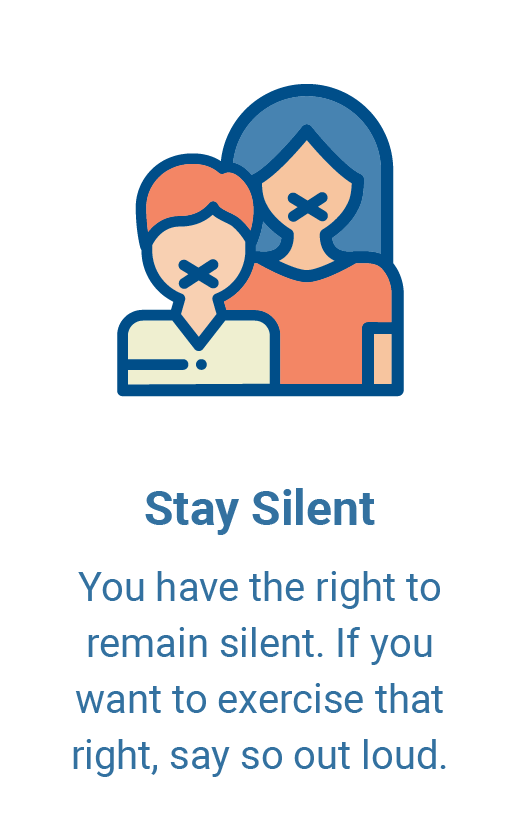 Stay Silent
You have the right to
remain silent. If you
want to exercise that
right, say so out loud.